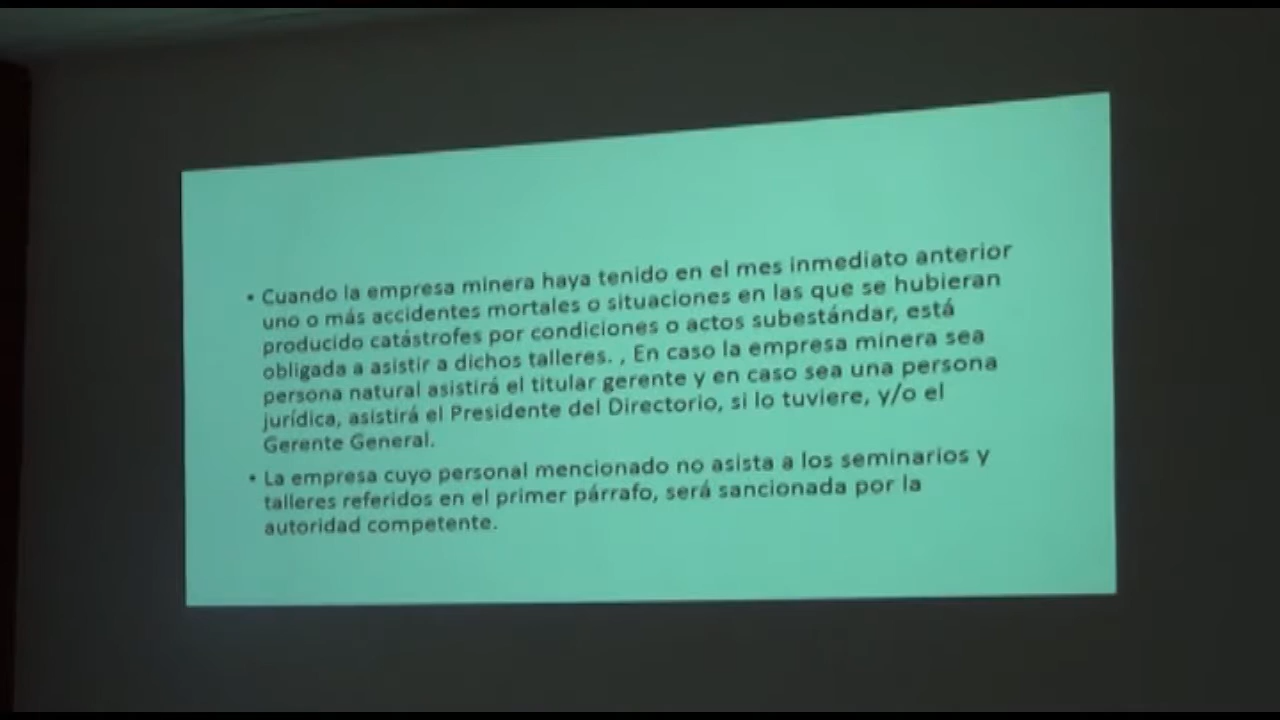 • Cuando la empresa minera haya tenido en el mes inmediato anterior
uno o más accidentes mortales o situaciones en las que se hubieran
producido catástrofes por condiciones o actos subestándar, está
obligada a asistir a dichos talleres. , En caso la empresa minera sea
persona natural asistirá el titular gerente y en caso sea una persona
jurídica, asistirá el Presidente del Directorio, si lo tuviere, y/o el
Gerente General.
• La empresa cuyo personal mencionado no asista a los seminarios y
talleres referidos en el primer párrafo, será sancionada por la
autoridad competente.